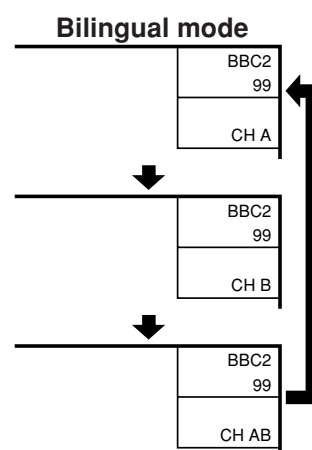 Bilingual mode
BBC2
99
CH A
BBC2
99
CH B
BBC2
99
CH AB